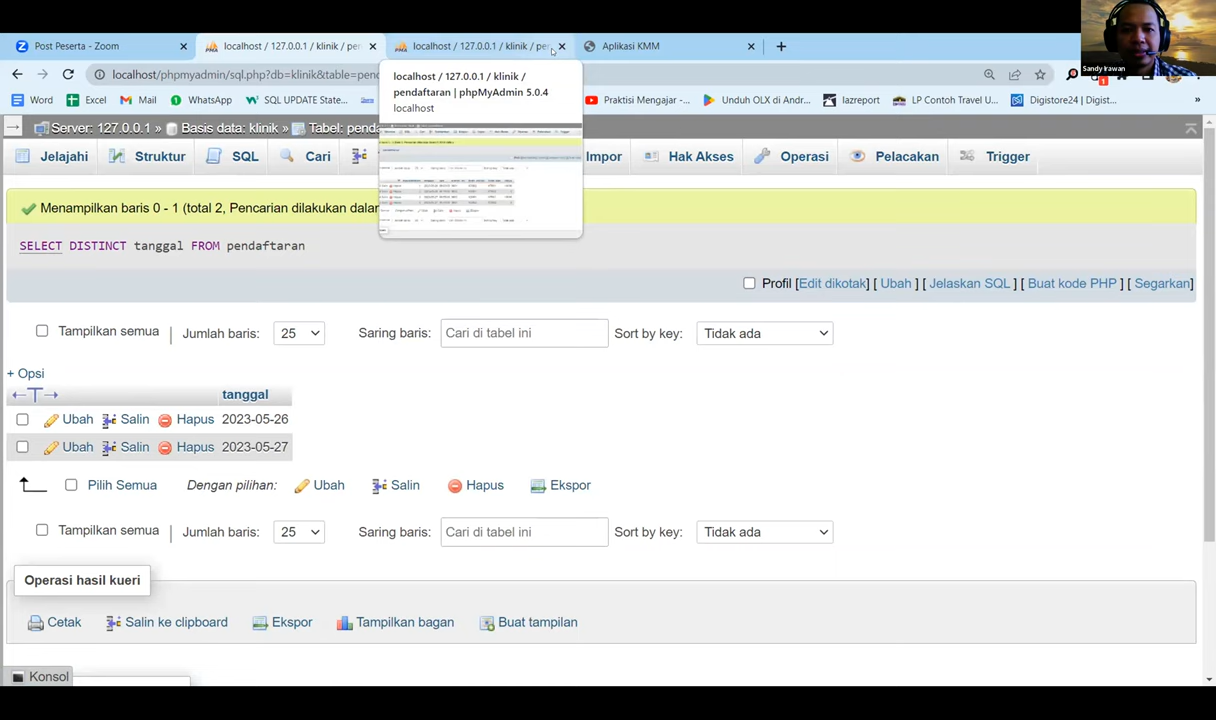 Post Peserta - Zoom
localhost / 127.0.0.1 / klinik / pen
localhost / 127.0.0.1 / klinik / per
Aplikasi KMM
localhost/phpmyadmin/sql.php?db=klinik&table=pend
Word
Excel
Mail
WhatsApp
SQL UPDATE State...
Praktisi Mengajar -...
Unduh OLX di An...
lazreport
LP Contoh Travel U...
Digistore24 | Digist...
»
localhost / 127.0.0.1 / klinik /
pendaftaran | phpMyAdmin 5.0.4
localhost
Sandy Irawan
Server: 127.0.0.1 » Basis data: klinik » Tabel: penda
Jelajahi
Struktur
SQL
Cari
Impor
Hak Akses
Operasi
Pelacakan
Trigger
Menampilkan baris 0 - 1 (total 2, Pencarian dilakukan dalan
SELECT DISTINCT tanggal FROM pendaftaran
Profil [Edit dikotak] [ Ubah ] [ Jelaskan SQL ] [ Buat kode PHP ] [ Segarkan]
Tampilkan semua | Jumlah baris: 25 Saring baris: Cari di tabel ini Sort by key: Tidak ada
+ Opsi
←T→ tanggal
Ubah Salin Hapus 2023-05-26
Ubah Salin Hapus 2023-05-27
Pilih Semua Dengan pilihan: Ubah Salin Hapus Ekspor
Tampilkan semua | Jumlah baris: 25 Saring baris: Cari di tabel ini Sort by key: Tidak ada
Operasi hasil kueri
Cetak Salin ke clipboard Ekspor Tampilkan bagan Buat tampilan
Konsol